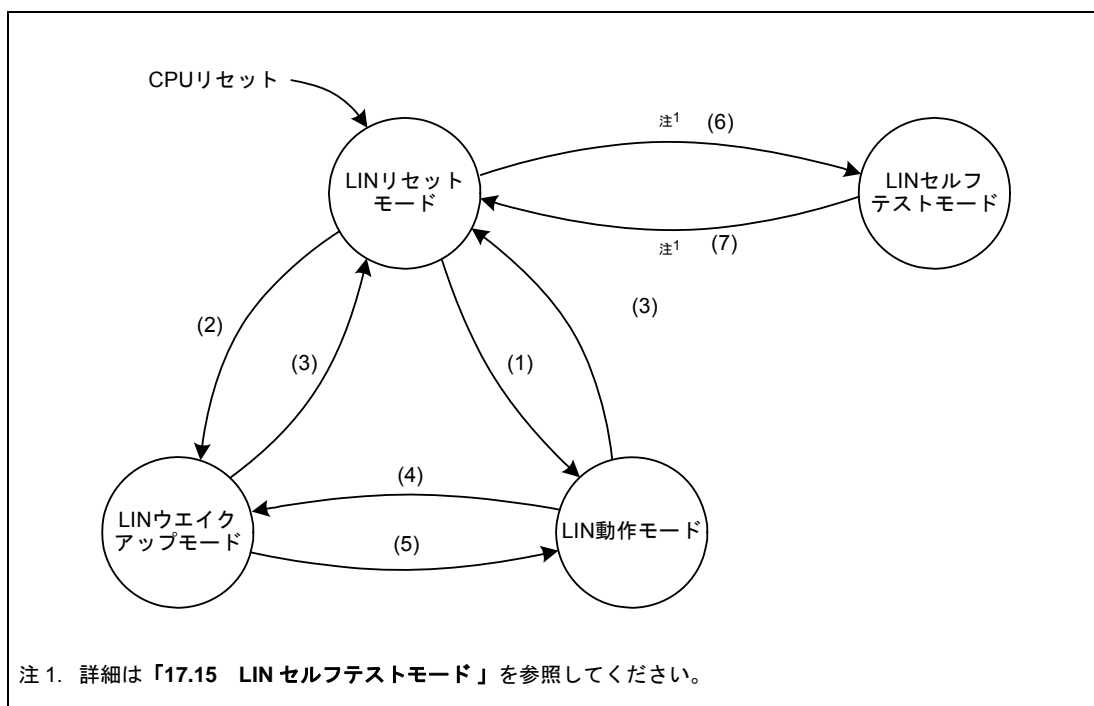 CPUリセット
注1 (6)
LINリセット
モード
LINセルフ
テストモード
注1 (7)
(3)
(2)
(3)
(1)
(4)
LINウエイク
アップモード
LIN動作モード
(5)
注 1. 詳細は「17.15 LIN セルフテストモード 」を参照してください。